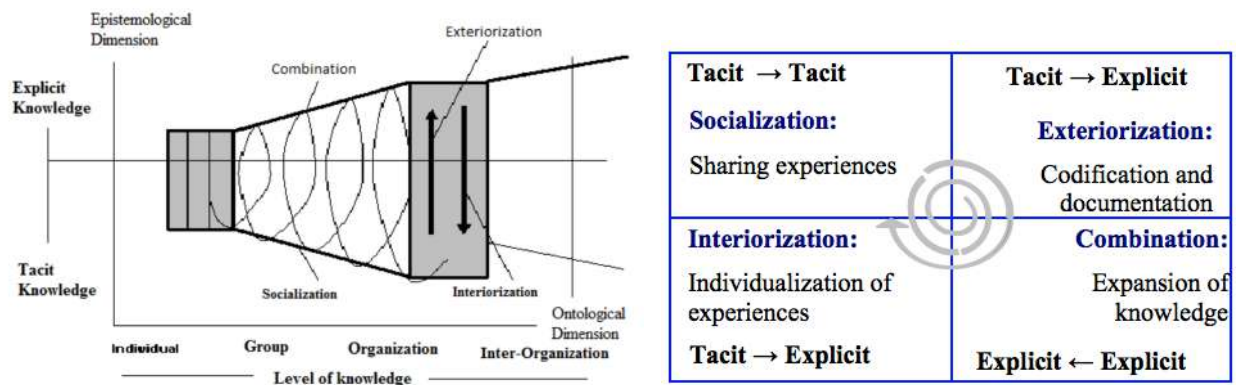 Epistemological
Dimension
Exteriorization
Combination
Explicit
Knowledge
Tacit
Knowledge
Socialization
Interiorization
Ontological
Dimension
Individual
Group
Organization
Inter-Organization
Level of knowledge
Tacit → Tacit
Socialization:
Sharing experiences
Tacit → Explicit
Exteriorization:
Codification and
documentation
Interiorization:
Individualization of
experiences
Tacit → Explicit
Combination:
Expansion of
knowledge
Explicit ← Explicit